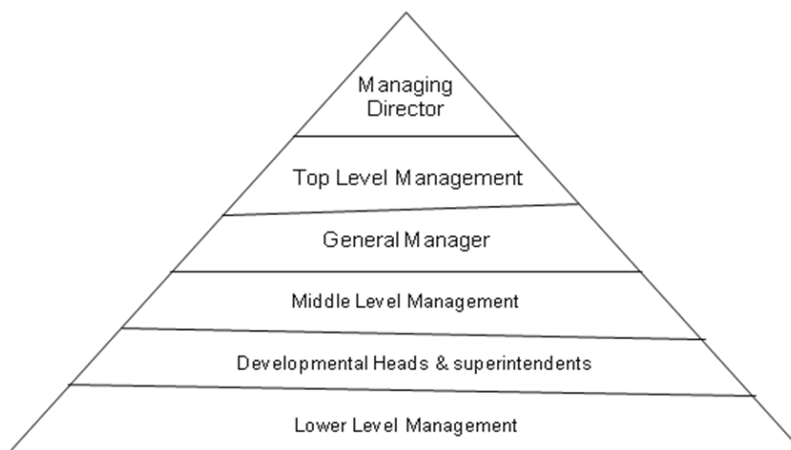 Managing
Director
Top Level Management
General Manager
Middle Level Management
Developmental Heads & superintendents
Lower Level Management